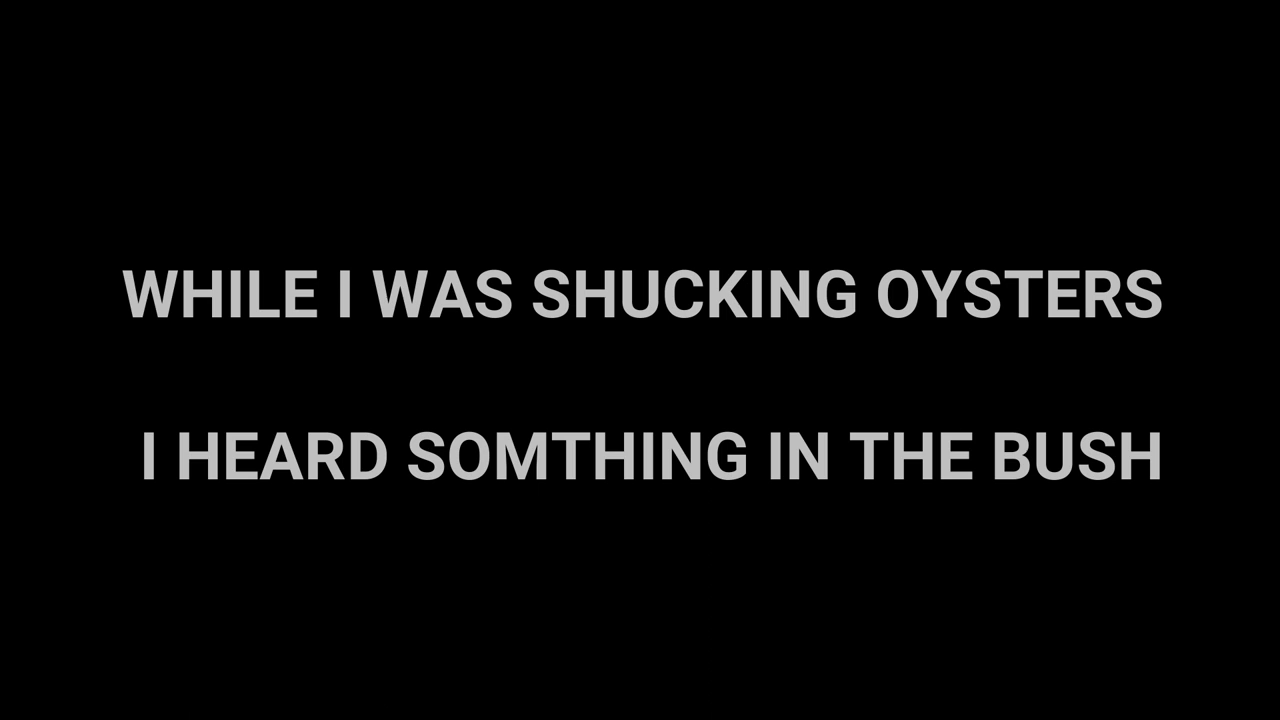 WHILE I WAS SHUCKING OYSTERS
I HEARD SOMTHING IN THE BUSH